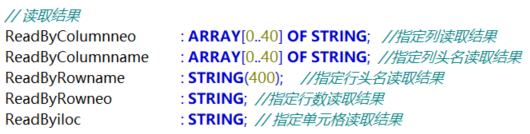 // 读取结果
ReadByColumnneo : ARRAY[0..40] OF STRING; //指定列读取结果
ReadByColumnname : ARRAY[0..40] OF STRING; //指定列头名读取结果
ReadByRowname : STRING(400); //指定行头名读取结果
ReadByRowneo : STRING; //指定行数读取结果
ReadByiloc : STRING; // 指定单元格读取结果